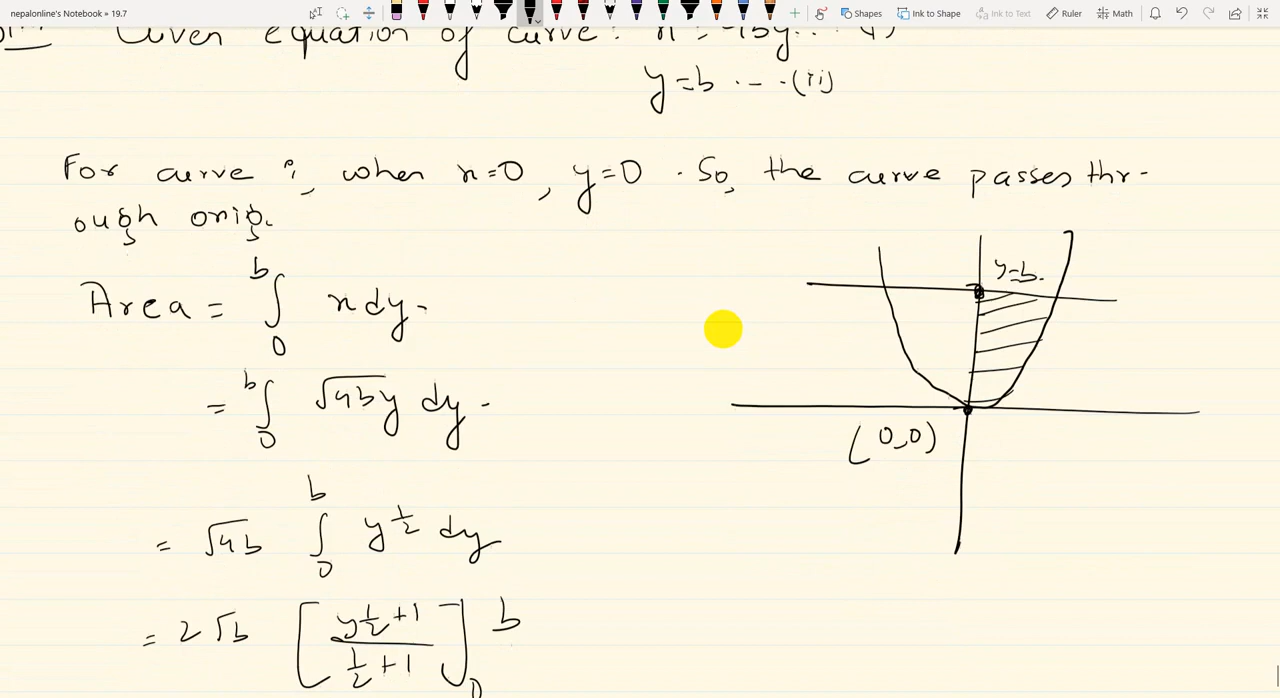 nepalonline's Notebook » 19.7
Shapes
Ink to Shape
Ink to Text
Ruler
Math
Given equation of curve: x² = 4by ... (i)
y=b ... (ii)
For curve i, when x=0, y=0. So, the curve passes thr-
ough orig.
Area = ∫₀ᵇ x dy.
= ∫₀ᵇ √4by dy.
= √4b ∫₀ᵇ y^½ dy
= 2√b [y^(½+1) / (½+1)]₀ᵇ
y=b.
(0,0)